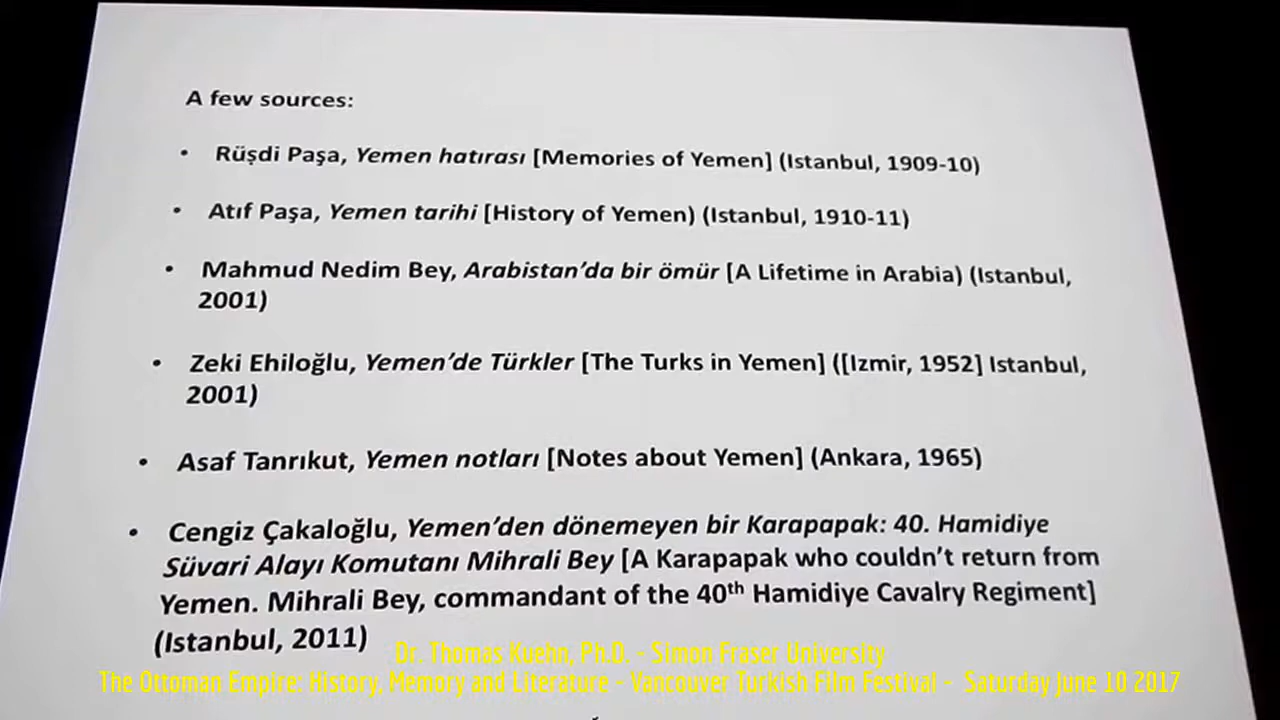 A few sources:
• Rüşdi Paşa, Yemen hatırası [Memories of Yemen] (Istanbul, 1909-10)
• Atıf Paşa, Yemen tarihi [History of Yemen) (Istanbul, 1910-11)
• Mahmud Nedim Bey, Arabistan’da bir ömür [A Lifetime in Arabia) (Istanbul,
2001)
• Zeki Ehiloğlu, Yemen’de Türkler [The Turks in Yemen] ([Izmir, 1952] Istanbul,
2001)
• Asaf Tanrıkut, Yemen notları [Notes about Yemen] (Ankara, 1965)
• Cengiz Çakaloğlu, Yemen’den dönemeyen bir Karapapak: 40. Hamidiye
Süvari Alayı Komutanı Mihrali Bey [A Karapapak who couldn’t return from
Yemen. Mihrali Bey, commandant of the 40th Hamidiye Cavalry Regiment]
(Istanbul, 2011)
Dr. Thomas Kuehn, Ph.D. - Simon Fraser University
The Ottoman Empire: History, Memory and Literature - Vancouver Turkish Film Festival - Saturday June 10 2017